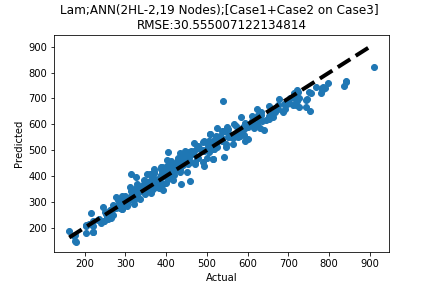 Lam;ANN(2HL-2,19 Nodes);[Case1+Case2 on Case3]
RMSE:30.555007122134814
900
800
700
600
500
400
300
200
Predicted
200 300 400 500 600 700 800 900
Actual